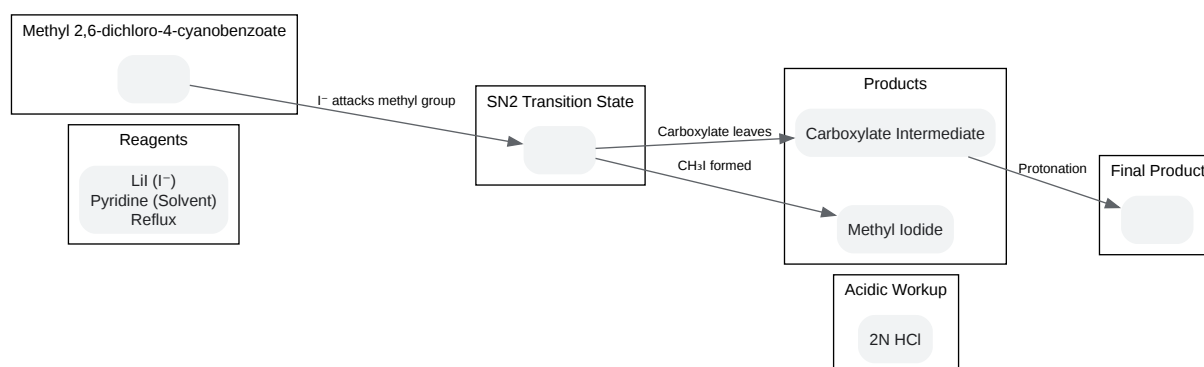 Methyl 2,6-dichloro-4-cyanobenzoate
Reagents
LiI (I⁻)
Pyridine (Solvent)
Reflux
I⁻ attacks methyl group
SN2 Transition State
Carboxylate leaves
CH₃I formed
Products
Carboxylate Intermediate
Methyl Iodide
Acidic Workup
2N HCl
Protonation
Final Product